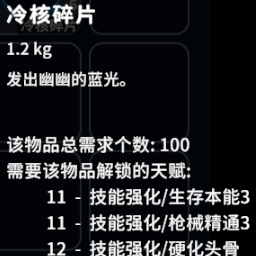 冷核碎片
1.2 kg
发出幽幽的蓝光。
该物品总需求个数: 100
需要该物品解锁的天赋:
11 - 技能强化/生存本能3
11 - 技能强化/枪械精通3
12 - 技能强化/硬化头骨